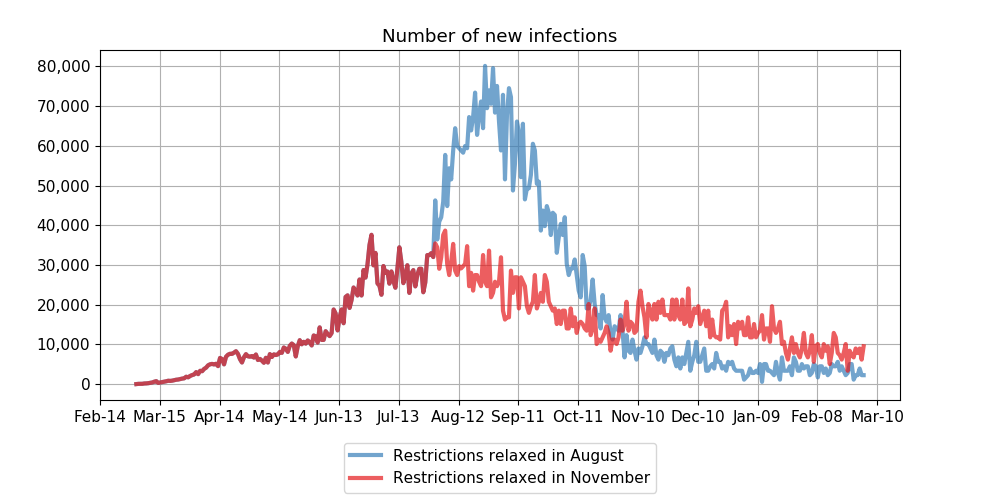 Number of new infections
80,000
70,000
60,000
50,000
40,000
30,000
20,000
10,000
0
Feb-14 Mar-15 Apr-14 May-14 Jun-13 Jul-13 Aug-12 Sep-11 Oct-11 Nov-10 Dec-10 Jan-09 Feb-08 Mar-10
Restrictions relaxed in August
Restrictions relaxed in November